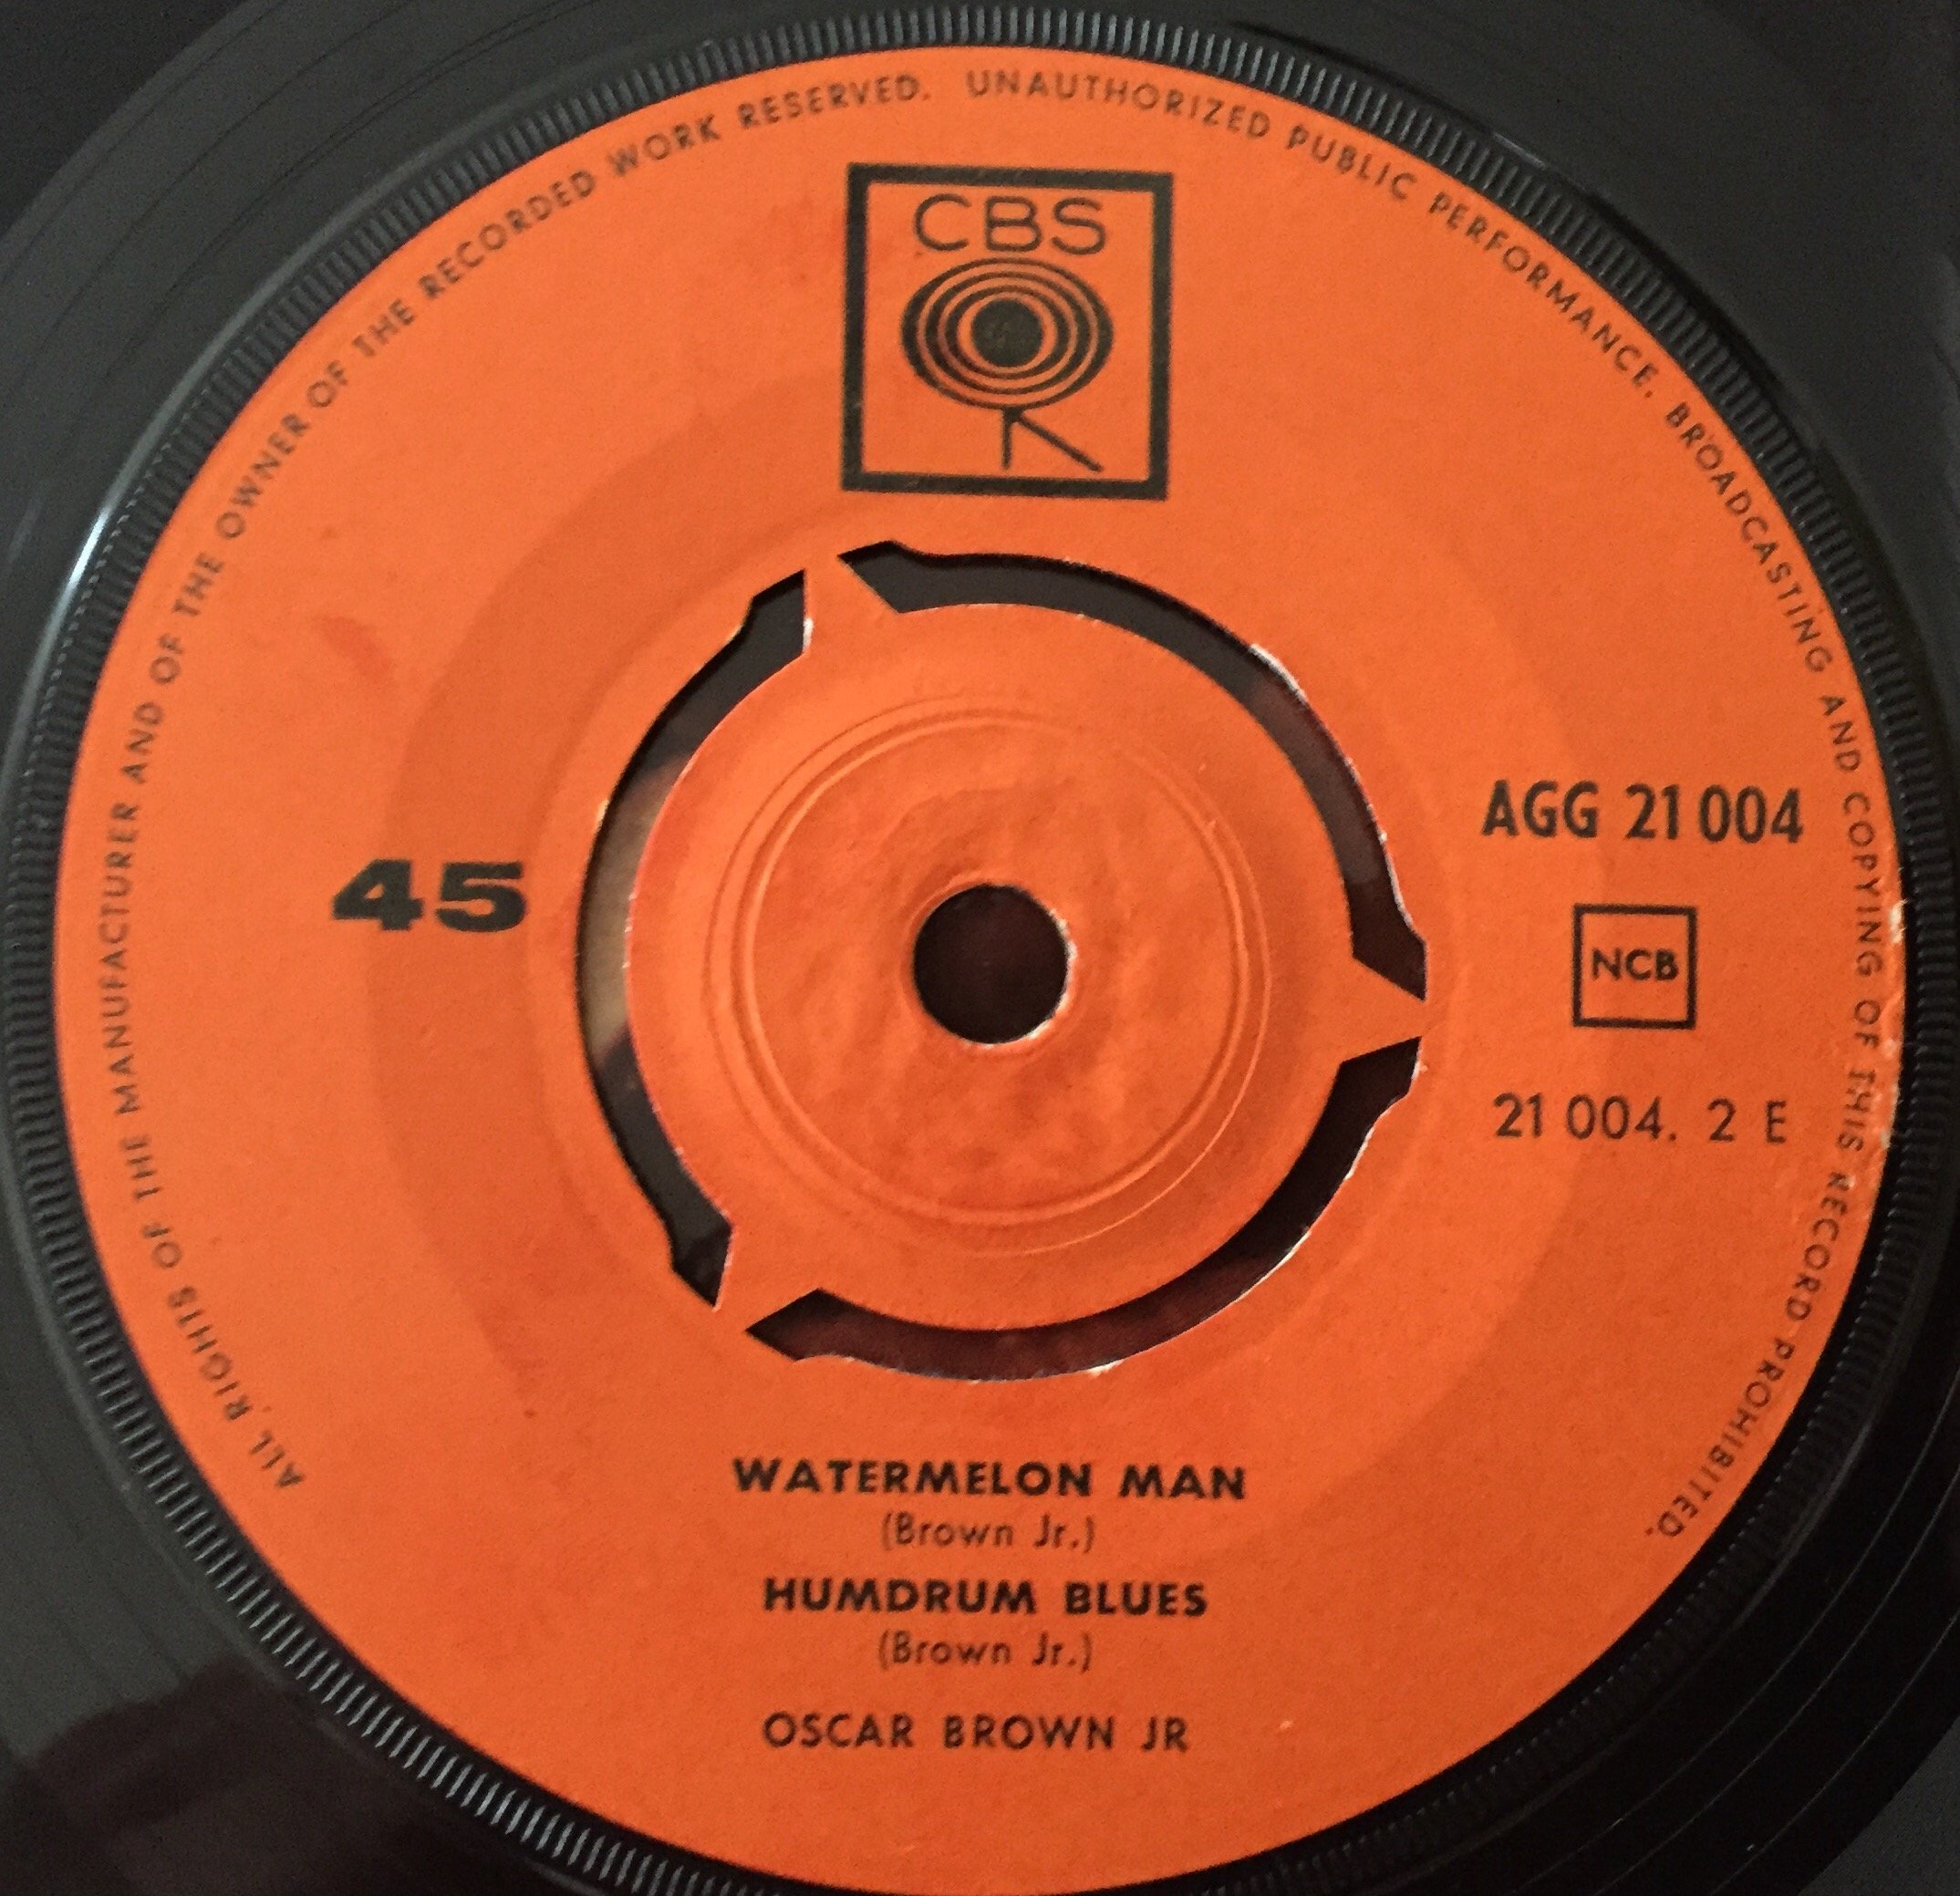 ALL RIGHTS OF THE MANUFACTURER AND OF THE OWNER OF THE RECORDED WORK RESERVED. UNAUTHORIZED PUBLIC PERFORMANCE, BROADCASTING AND COPYING OF THIS RECORD PROHIBITED.
CBS
45
AGG 21 004
NCB
21 004. 2 E
WATERMELON MAN
(Brown Jr.)
HUMDRUM BLUES
(Brown Jr.)
OSCAR BROWN JR